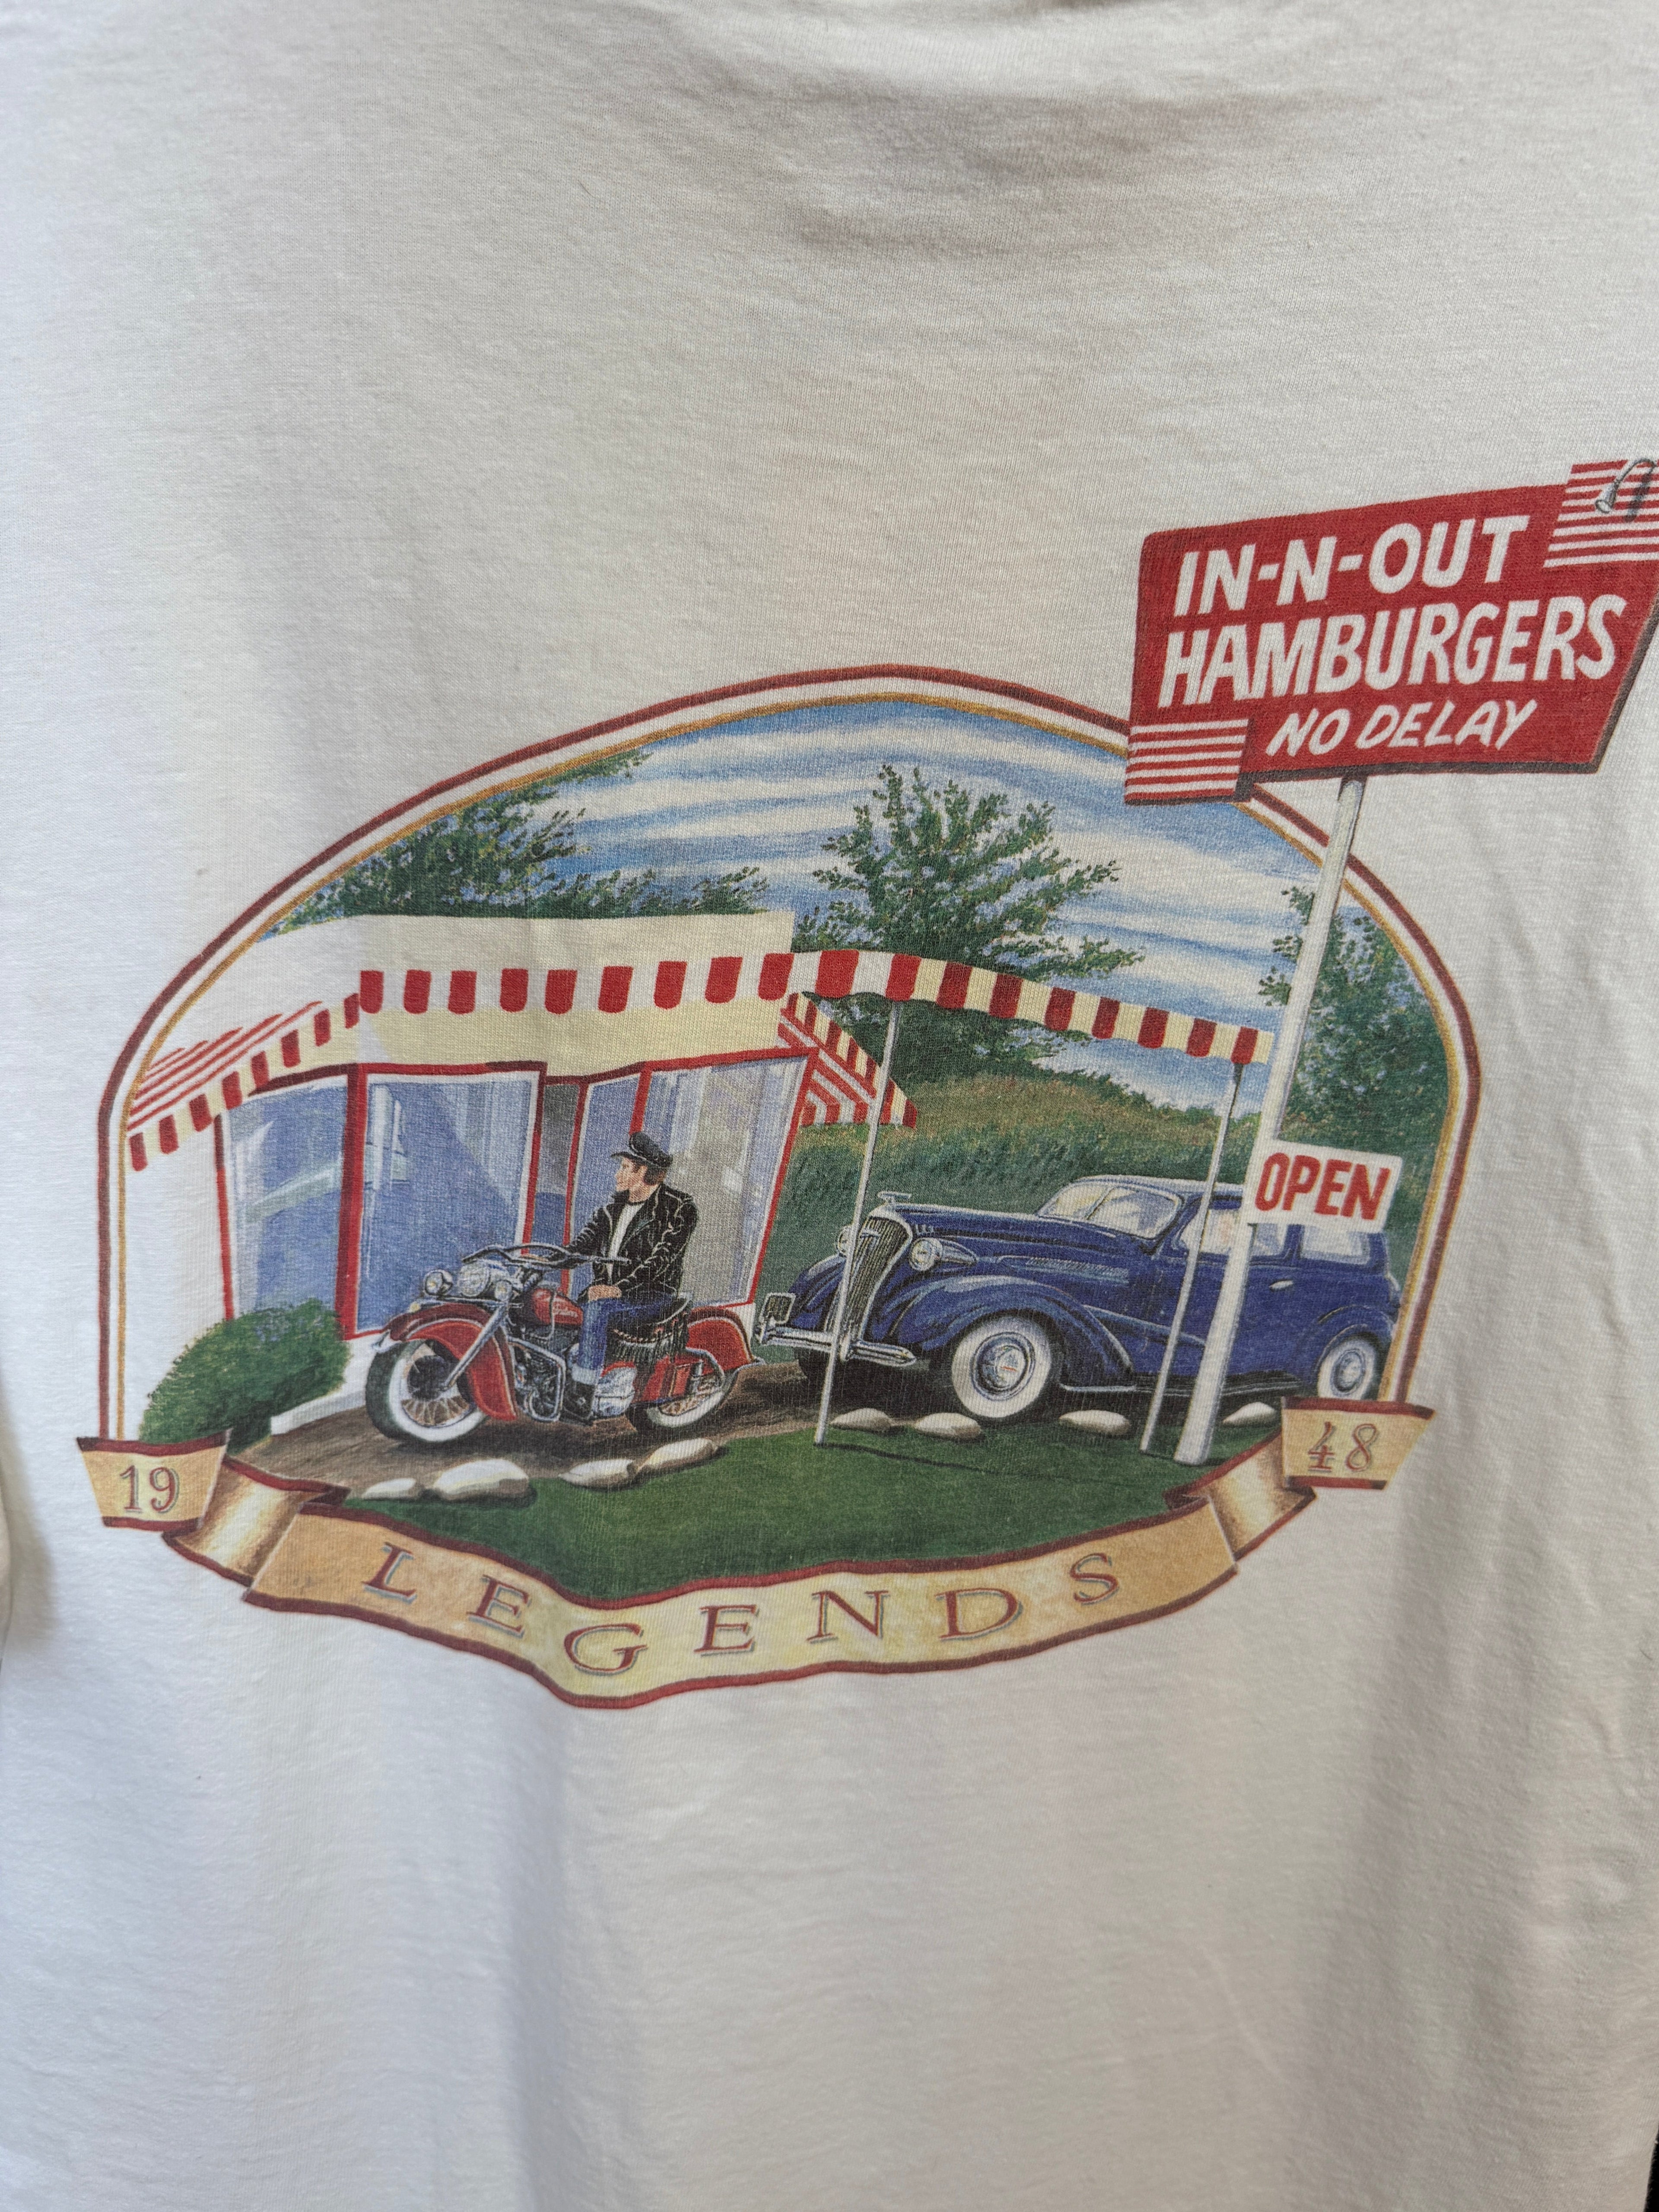 IN-N-OUT
HAMBURGERS
NO DELAY
OPEN
19
48
LEGENDS